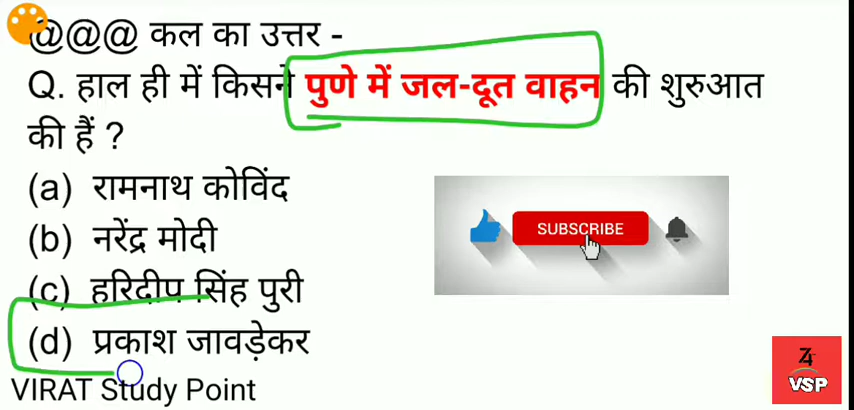 @@@ कल का उत्तर -
Q. हाल ही में किसने पुणे में जल-दूत वाहन की शुरुआत
की हैं ?
(a) रामनाथ कोविंद
(b) नरेंद्र मोदी
SUBSCRIBE
(c) हरिदीप सिंह पुरी
(d) प्रकाश जावड़ेकर
VIRAT Study Point
VSP